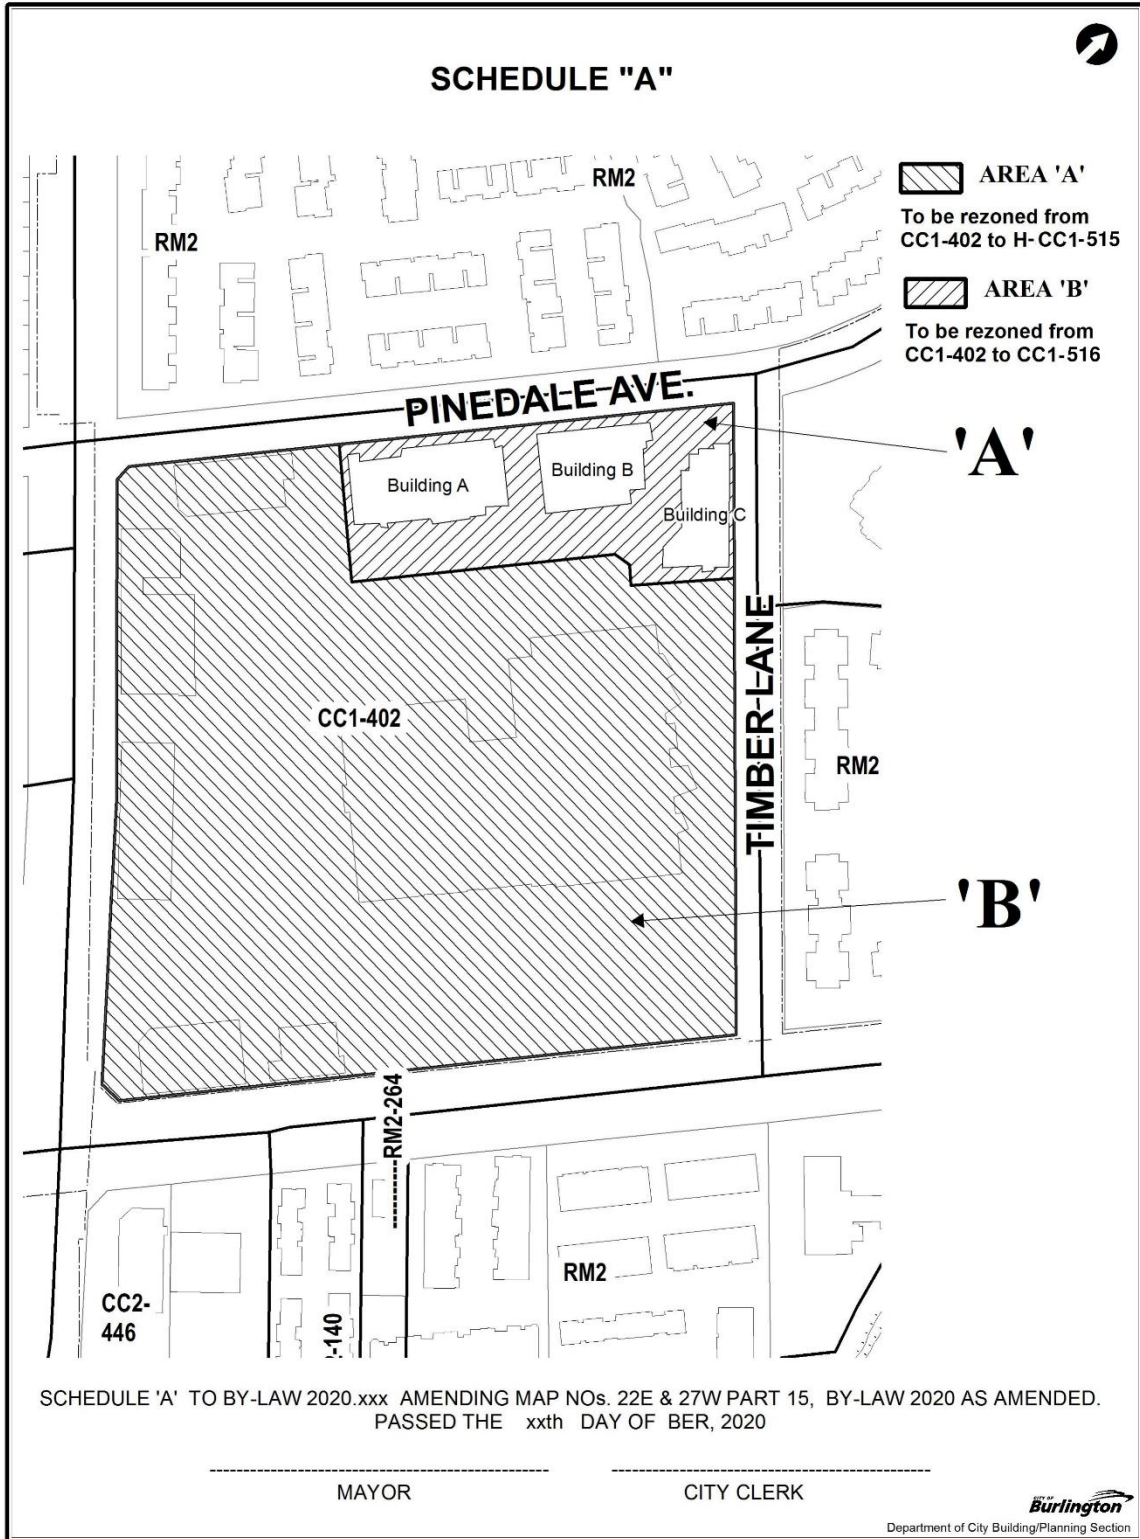 SCHEDULE "A"
AREA 'A'
To be rezoned from
CC1-402 to H-CC1-515
AREA 'B'
To be rezoned from
CC1-402 to CC1-516
RM2
RM2
PINEDALE AVE.
'A'
Building A
Building B
Building C
TIMBER LANE
CC1-402
RM2
'B'
RM2-264
RM2
CC2-
446
-140
SCHEDULE 'A' TO BY-LAW 2020.xxx AMENDING MAP NOs. 22E & 27W PART 15, BY-LAW 2020 AS AMENDED.
PASSED THE xxth DAY OF BER, 2020
MAYOR
CITY CLERK
CITY OF
Burlington
Department of City Building/Planning Section